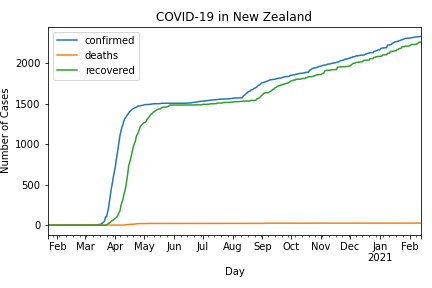 COVID-19 in New Zealand
confirmed
deaths
recovered
Number of Cases
2000
1500
1000
500
0
Feb Mar Apr May Jun Jul Aug Sep Oct Nov Dec Jan Feb
2021
Day